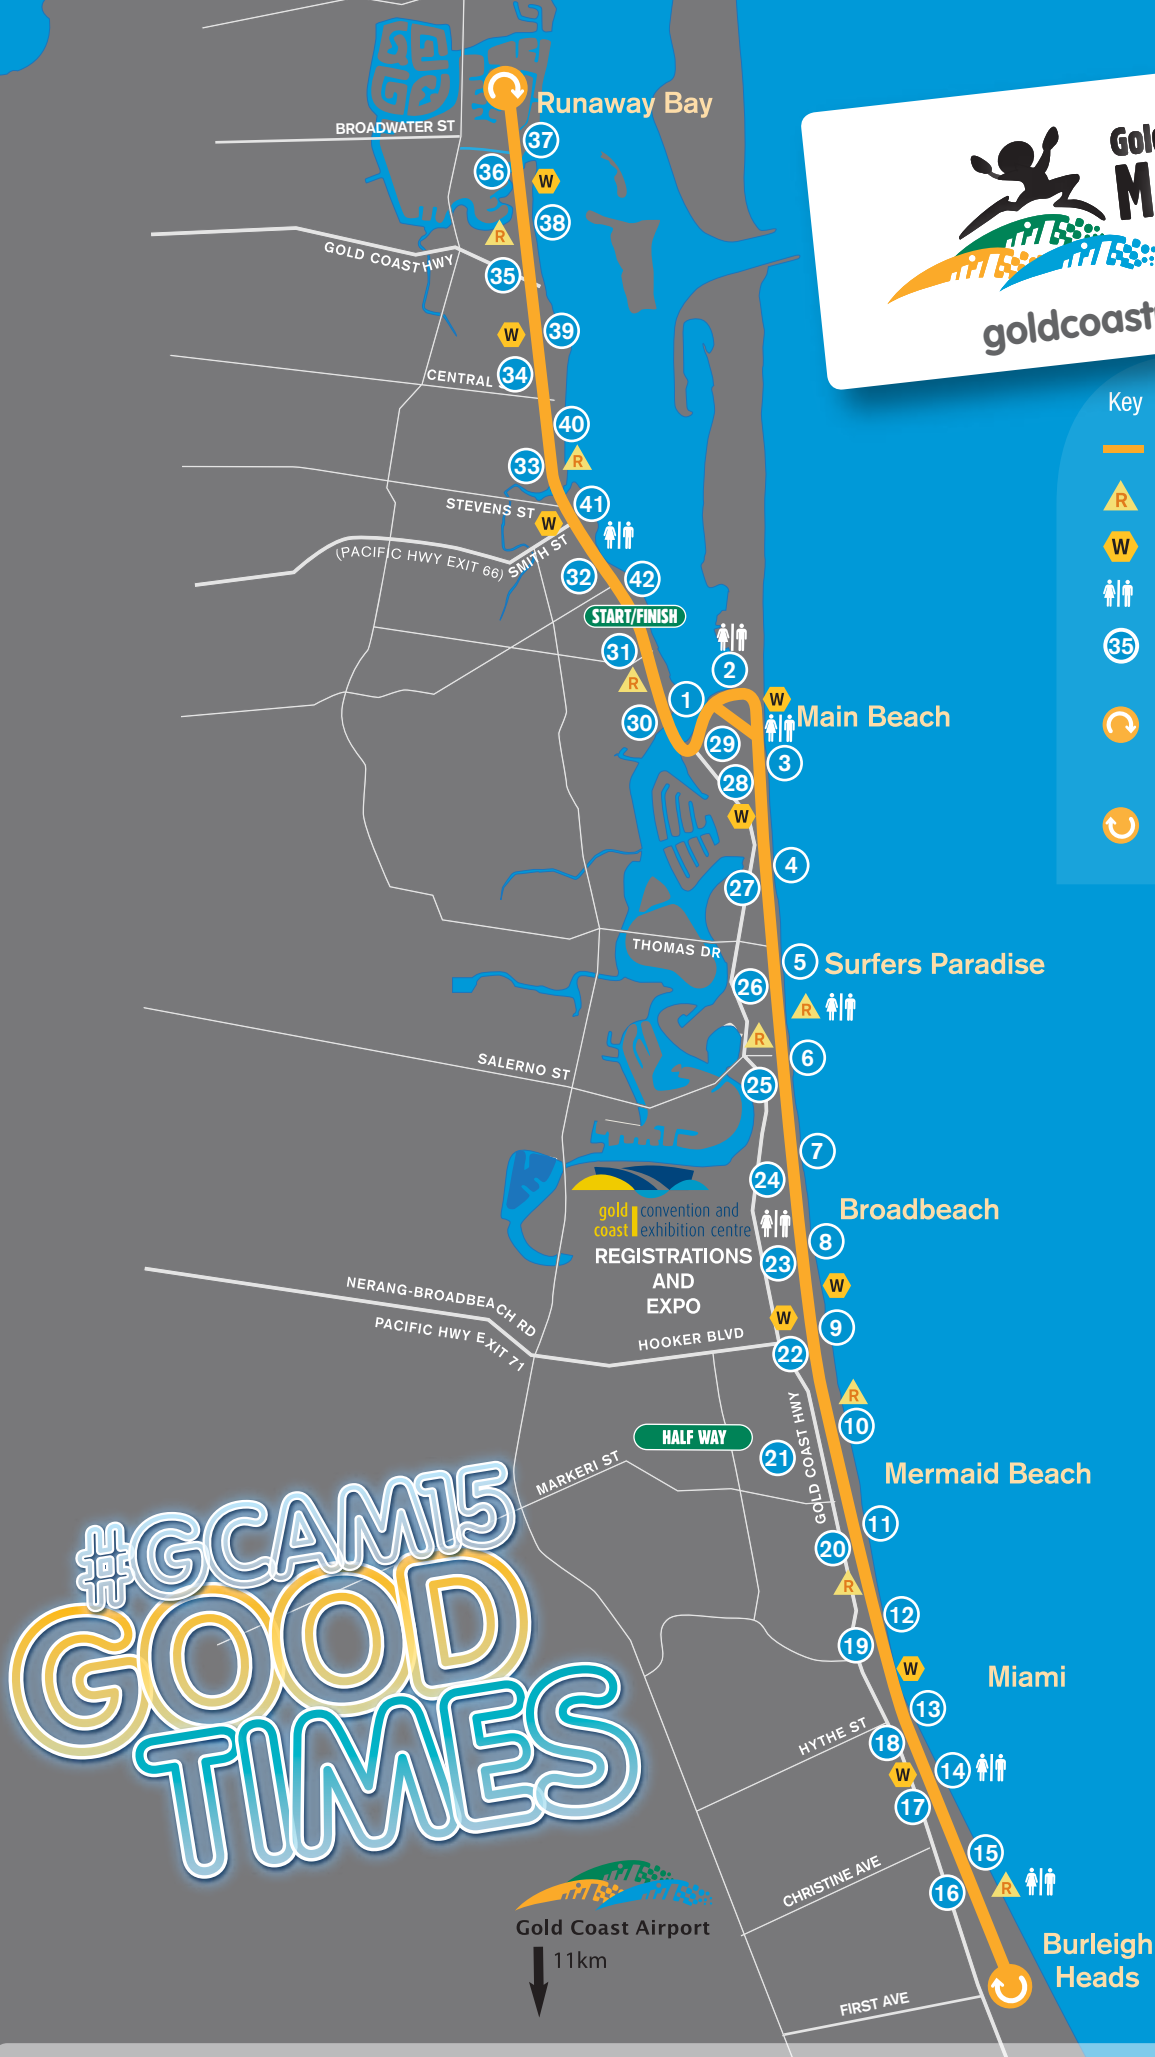 Runaway Bay
BROADWATER ST
37
36
W
38
R
GOLD COAST HWY
35
W
39
CENTRAL
34
40
33
R
STEVENS ST
41
W
(PACIFIC HWY EXIT 66)
SMITH ST
32
42
START/FINISH
31
R
2
1
30
W
Main Beach
29
3
28
W
4
27
THOMAS DR
5
Surfers Paradise
26
R
R
6
SALERNO ST
25
7
24
gold
coast
convention and
exhibition centre
Broadbeach
REGISTRATIONS
AND
EXPO
8
23
W
NERANG-BROADBEACH RD
PACIFIC HWY EXIT 71
W
9
HOOKER BLVD
22
R
10
GOLD COAST HWY
HALF WAY
21
MARKERI ST
Mermaid Beach
11
20
R
12
19
W
Miami
13
HYTHE ST
18
14
W
17
15
CHRISTINE AVE
16
R
Burleigh
Heads
FIRST AVE
#GCAM15
GOOD
TIMES
Gold Coast Airport
11km
Gol
M
goldcoast
Key
R
W
35